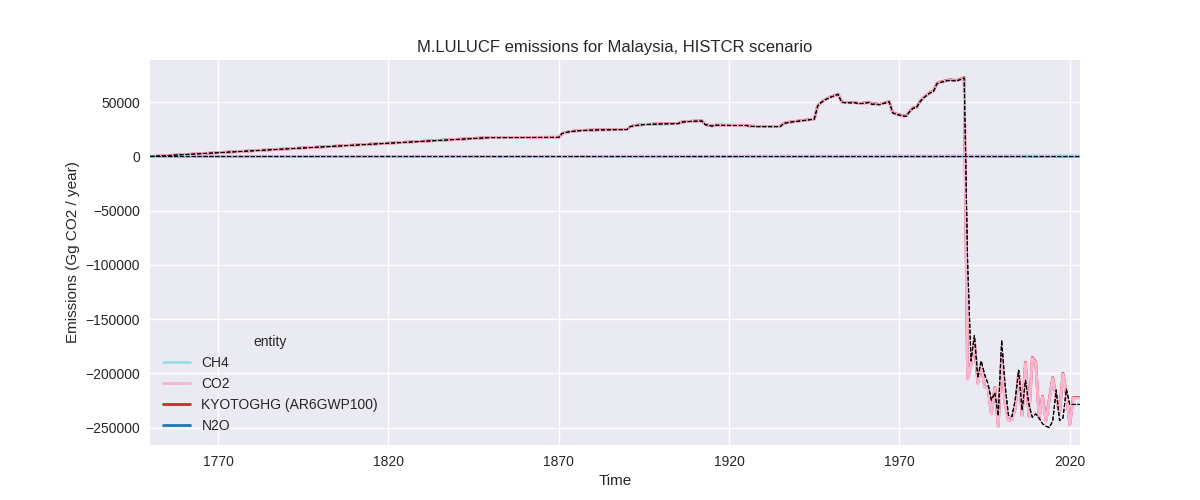 M.LULUCF emissions for Malaysia, HISTCR scenario
Emissions (Gg CO2 / year)
50000
0
−50000
−100000
−150000
−200000
−250000
entity
CH4
CO2
KYOTOGHG (AR6GWP100)
N2O
1770 1820 1870 1920 1970 2020
Time